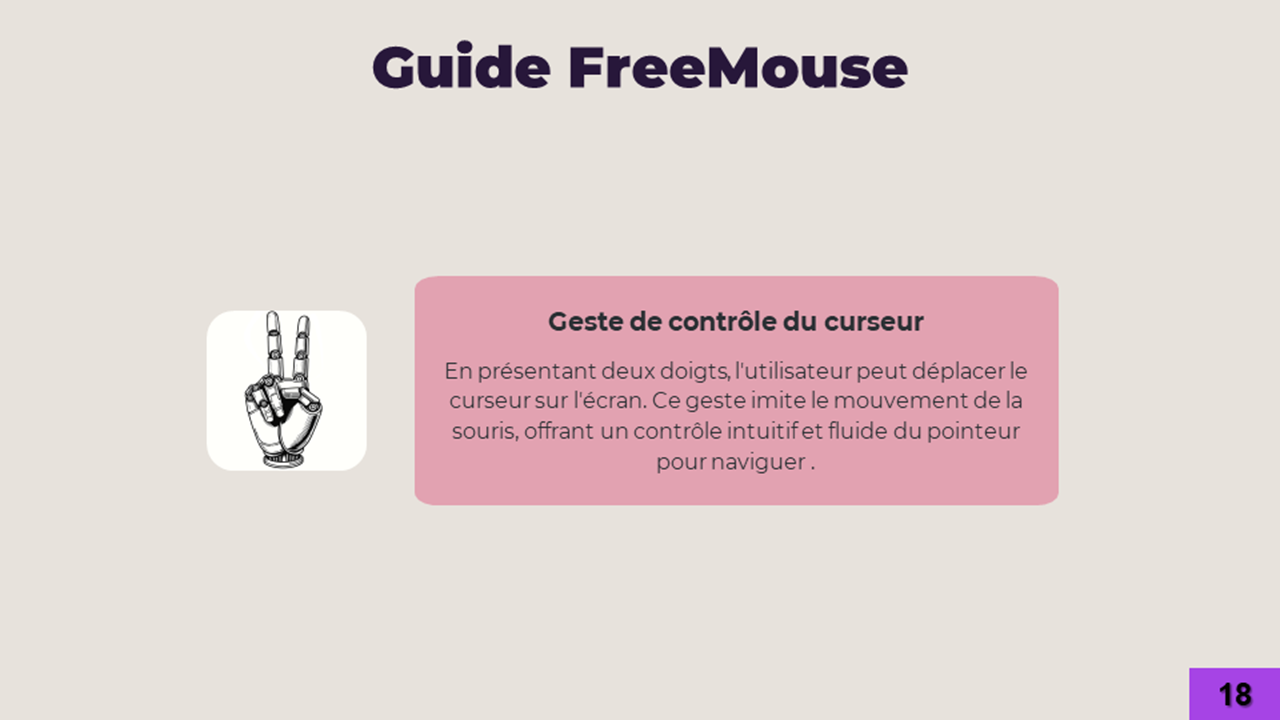 Guide FreeMouse
Geste de contrôle du curseur
En présentant deux doigts, l'utilisateur peut déplacer le
curseur sur l'écran. Ce geste imite le mouvement de la
souris, offrant un contrôle intuitif et fluide du pointeur
pour naviguer .
18